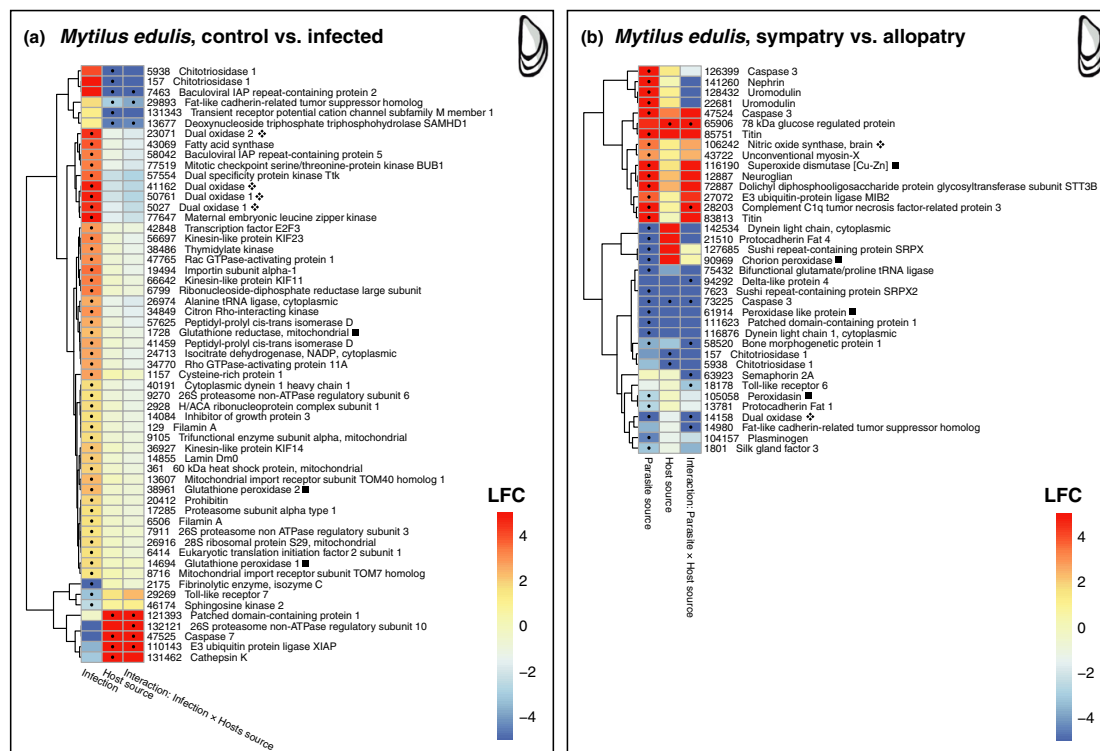 (a) Mytilus edulis, control vs. infected
5938 Chitotriosidase 1
157 Chitotriosidase 1
7463 Baculoviral IAP repeat-containing protein 2
29893 Fat-like cadherin-related tumor suppressor homolog
131343 Transient receptor potential cation channel subfamily M member 1
13677 Deoxynucleside triphosphate triphosphohydrolase SAMHD1
23071 Dual oxidase 2 ❖
43069 Fatty acid synthase
58042 Baculoviral IAP repeat-containing protein 5
77519 Mitotic checkpoint serine/threonine-protein kinase BUB1
57554 Dual specificity protein kinase Ttk
41162 Dual oxidase ❖
50761 Dual oxidase 1 ❖
5027 Dual oxidase 1 ❖
77647 Maternal embryonic leucine zipper kinase
42848 Transcription factor E2F3
56697 Kinesin-like protein KIF23
38486 Thymidylate kinase
47765 Rac GTPase-activating protein 1
19494 Importin subunit alpha-1
66642 Kinesin-like protein KIF11
6799 Ribonucleoside-diphosphate reductase large subunit
26974 Alanine tRNA ligase, cytoplasmic
34849 Citron Rho-interacting kinase
57625 Peptidyl-prolyl cis-trans isomerase D
1728 Glutathione reductase, mitochondrial ■
41459 Peptidyl-prolyl cis-trans isomerase D
24713 Isocitrate dehydrogenase, NADP, cytoplasmic
34770 Rho GTPase-activating protein 11A
1157 Cysteine-rich protein 1
40191 Cytoplasmic dynein 1 heavy chain 1
9270 26S proteasome non-ATPase regulatory subunit 6
2928 H/ACA ribonucleoprotein complex subunit 1
14084 Inhibitor of growth protein 3
129 Filamin A
9105 Trifunctional enzyme subunit alpha, mitochondrial
36927 Kinesin-like protein KIF14
14855 Lamin Dm0
361 60 kDa heat shock protein, mitochondrial
13607 Mitochondrial import receptor subunit TOM40 homolog 1
38961 Glutathione peroxidase 2 ■
20412 Prohibitin
17285 Proteasome subunit alpha type 1
6506 Filamin A
7911 26S proteasome non ATPase regulatory subunit 3
26916 28S ribosomal protein S29, mitochondrial
6414 Eukaryotic translation initiation factor 2 subunit 1
14694 Glutathione peroxidase 1 ■
8716 Mitochondrial import receptor subunit TOM7 homolog
2175 Fibrinolytic enzyme, isozyme C
29269 Toll-like receptor 7
46174 Sphingosine kinase 2
121393 Patched domain-containing protein 1
132121 26S proteasome non-ATPase regulatory subunit 10
47525 Caspase 7
110143 E3 ubiquitin protein ligase XIAP
131462 Cathepsin K
Infection
Host source
Interaction: Infection × Hosts source
LFC
4
2
0
−2
−4
(b) Mytilus edulis, sympatry vs. allopatry
126399 Caspase 3
141260 Nephrin
128432 Uromodulin
22681 Uromodulin
47524 Caspase 3
65906 78 kDa glucose regulated protein
85751 Titin
106242 Nitric oxide synthase, brain ❖
43722 Unconventional myosin-X
116190 Superoxide dismutase [Cu-Zn] ■
12887 Neuroglian
72887 Dolichyl diphosphooligosaccharide protein glycosyltransferase subunit STT3B
27072 E3 ubiquitin-protein ligase MIB2
28203 Complement C1q tumor necrosis factor-related protein 3
83813 Titin
142534 Dynein light chain, cytoplasmic
21510 Protocadherin Fat 4
127685 Sushi repeat-containing protein SRPX
90969 Chorion peroxidase ■
75432 Bifunctional glutamate/proline tRNA ligase
94292 Delta-like protein 4
7623 Sushi repeat-containing protein SRPX2
73225 Caspase 3
61914 Peroxidase like protein ■
111623 Patched domain-containing protein 1
116876 Dynein light chain 1, cytoplasmic
58520 Bone morphogenetic protein 1
157 Chitotriosidase 1
5938 Chitotriosidase 1
63923 Semaphorin 2A
18178 Toll-like receptor 6
105058 Peroxidasin ■
13781 Protocadherin Fat 1
14158 Dual oxidase ❖
14980 Fat-like cadherin-related tumor suppressor homolog
104157 Plasminogen
1801 Silk gland factor 3
Parasite source
Host source
Interaction: Parasite × Host source
LFC
4
2
0
−2
−4